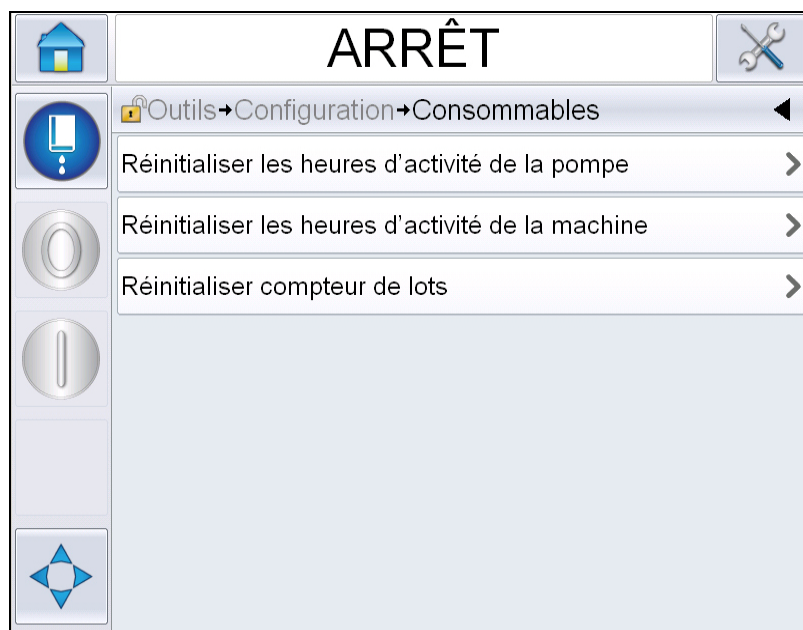 ARRÊT
Outils→Configuration→Consommables
Réinitialiser les heures d’activité de la pompe
Réinitialiser les heures d’activité de la machine
Réinitialiser compteur de lots